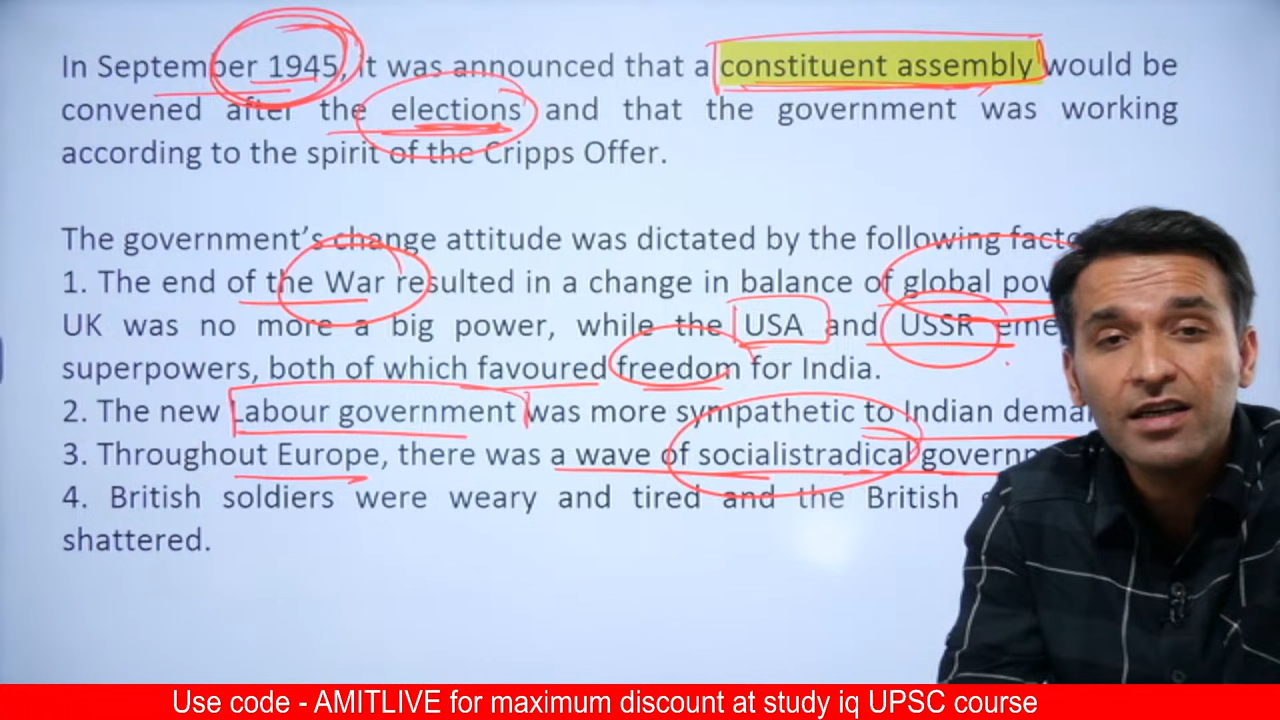 In September 1945, it was announced that a constituent assembly would be
convened after the elections and that the government was working
according to the spirit of the Cripps Offer.
The government's change attitude was dictated by the following
1. The end of the War resulted in a change in balance of global
UK was no more a big power, while the USA and USSR
superpowers, both of which favoured freedom for India.
2. The new Labour government was more sympathetic to Indian
3. Throughout Europe, there was a wave of socialistradical
4. British soldiers were weary and tired and the British
shattered.
Use code - AMITLIVE for maximum discount at study iq UPSC course